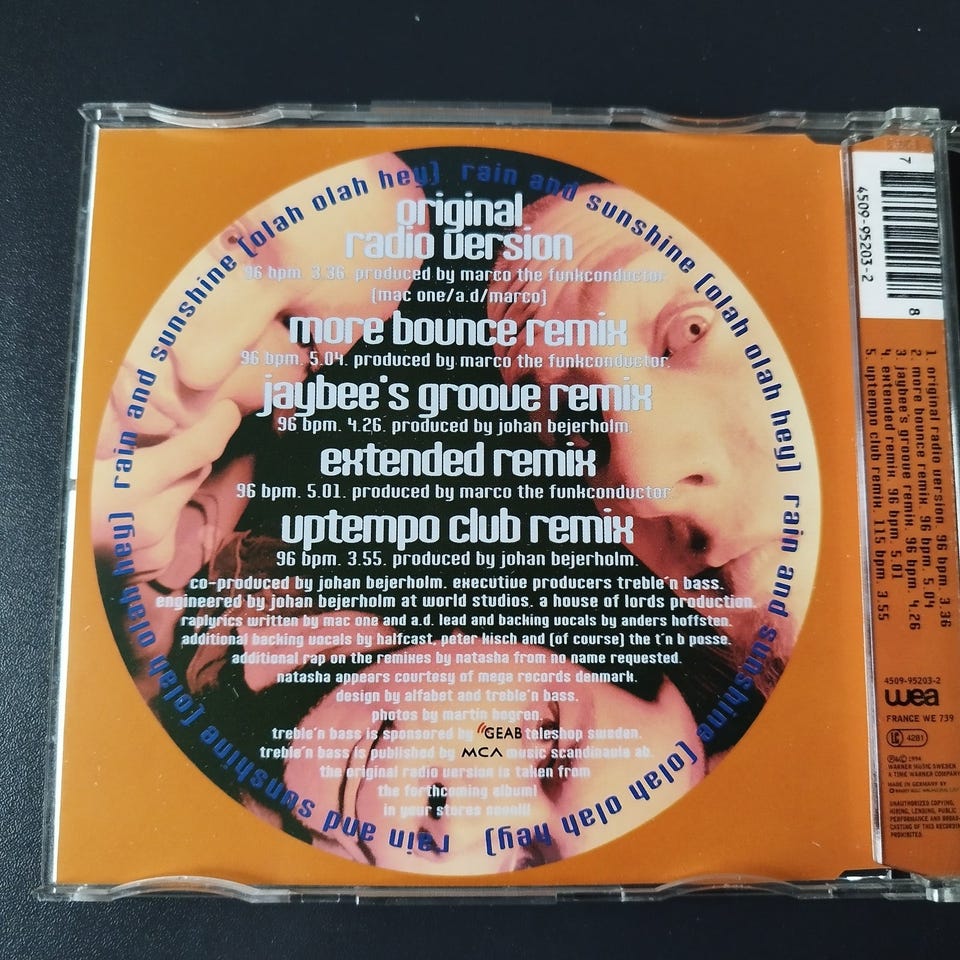 rain and sunshine (olah olah hey) rain and sunshine (olah olah hey) rain and sunshine (olah olah hey) rain and sunshine (olah olah hey)
original
radio version
96 bpm. 3.36. produced by marco the funkconductor.
(mac one/a.d/marco)
more bounce remix
96 bpm. 5.04. produced by marco the funkconductor.
jaybee's groove remix
96 bpm. 4.26. produced by johan bejerholm.
extended remix
96 bpm. 5.01. produced by marco the funkconductor.
uptempo club remix
96 bpm. 3.55. produced by johan bejerholm.
co-produced by johan bejerholm. executive producers treble'n bass.
engineered by johan bejerholm at world studios. a house of lords production.
raplyrics written by mac one and a.d. lead and backing vocals by anders hoffsten.
additional backing vocals by halfcast, peter kisch and (of course) the t'n b posse.
additional rap on the remixes by natasha from no name requested.
natasha appears courtesy of mega records denmark.
design by alfabet and treble'n bass.
photos by martin bogren.
treble'n bass is sponsored by GEAB teleshop sweden.
treble'n bass is published by MCA music scandinavia ab.
the original radio version is taken from
the forthcoming album!
in your stores
7 4509-95203-2 8
1. original radio version. 96 bpm. 3.36
2. more bounce remix. 96 bpm. 5.04
3. jaybee's groove remix. 96 bpm. 4.26
4. extended remix. 96 bpm. 5.01
5. uptempo club remix. 115 bpm. 3.55
4509-95203-2
wea
FRANCE WE 739
LC 4281
℗&© 1994
WARNER MUSIC SWEDEN
A TIME WARNER COMPANY
MADE IN GERMANY BY
UNAUTHORIZED COPYING,
HIRING, LENDING, PUBLIC
PERFORMANCE AND BROAD-
CASTING OF THIS RECORDING
PROHIBITED.